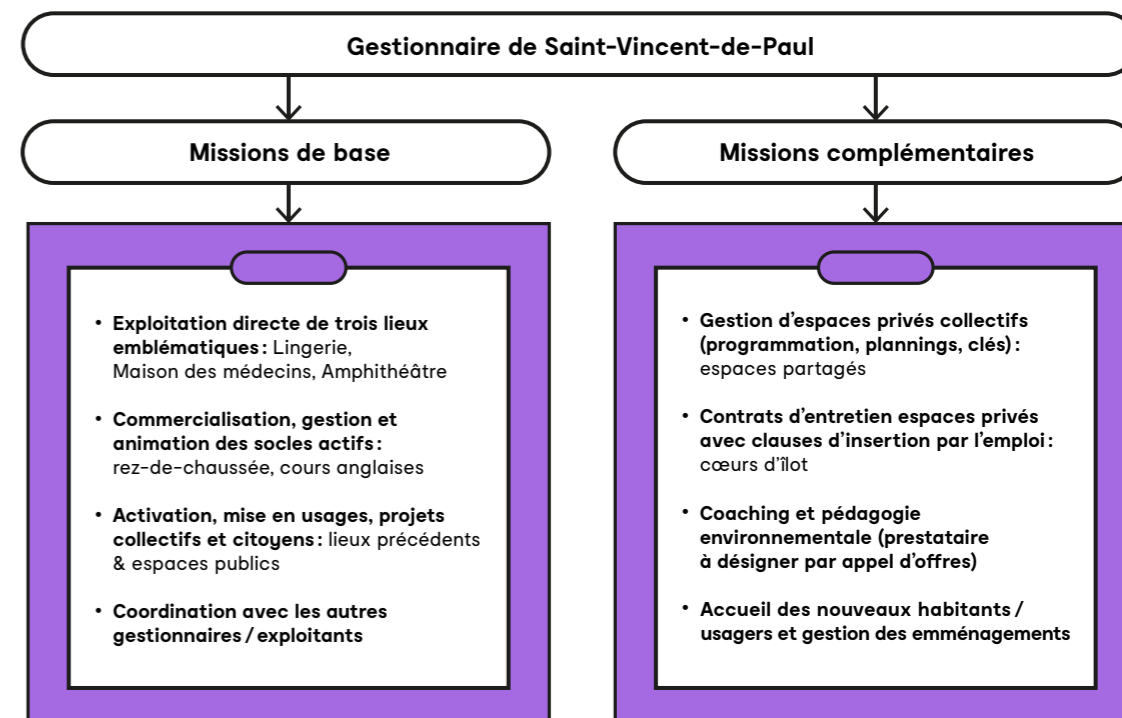 Gestionnaire de Saint-Vincent-de-Paul
Missions de base
Missions complémentaires
• Exploitation directe de trois lieux
emblématiques : Lingerie,
Maison des médecins, Amphithéâtre
• Commercialisation, gestion et
animation des socles actifs :
rez-de-chaussée, cours anglaises
• Activation, mise en usages, projets
collectifs et citoyens : lieux précédents
& espaces publics
• Coordination avec les autres
gestionnaires / exploitants
• Gestion d’espaces privés collectifs
(programmation, plannings, clés) :
espaces partagés
• Contrats d’entretien espaces privés
avec clauses d’insertion par l’emploi :
cœurs d’îlot
• Coaching et pédagogie
environnementale (prestataire
à désigner par appel d’offres)
• Accueil des nouveaux habitants /
usagers et gestion des emménagements